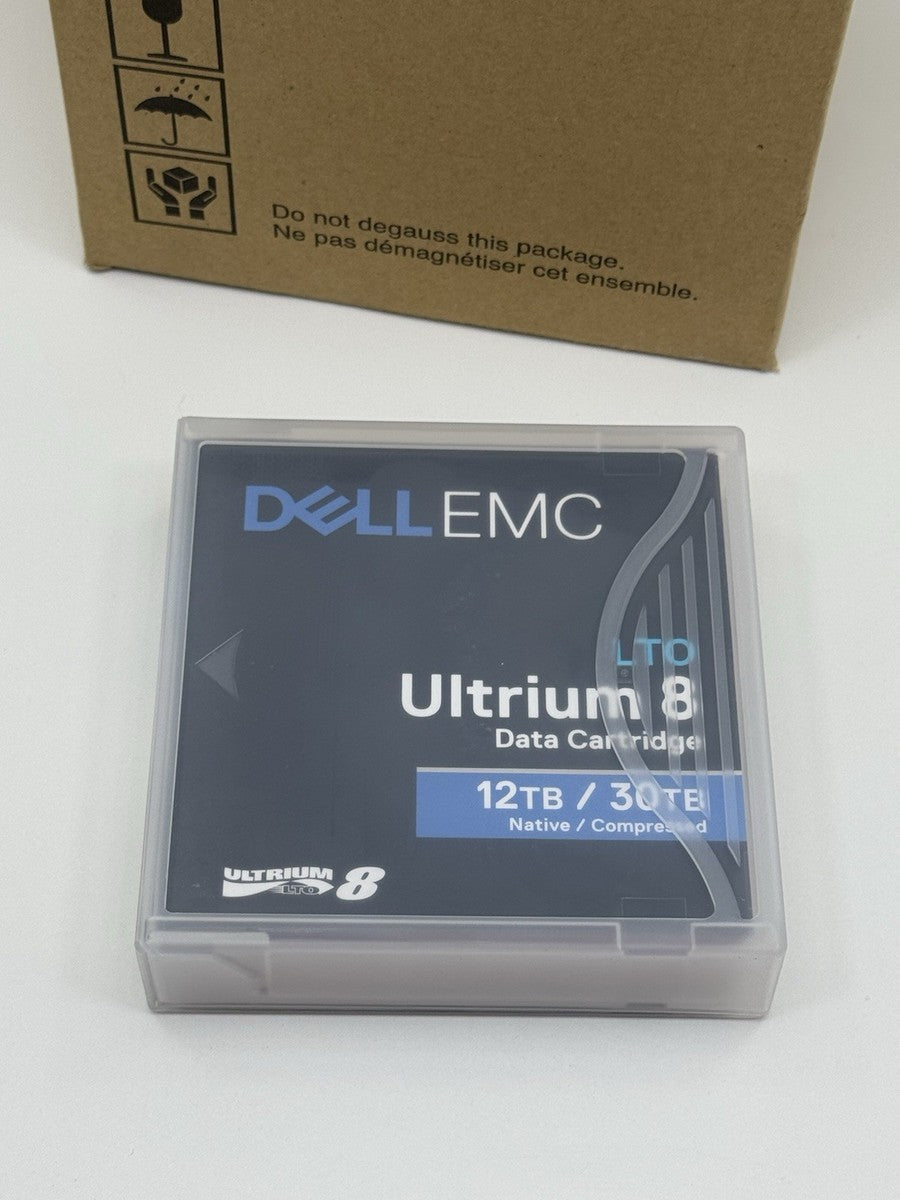 Do not degauss this package.
Ne pas démagnétiser cet ensemble.
DELL EMC
LTO
Ultrium 8
Data Cartridge
12TB / 30TB
Native / Compressed
ULTRIUM
LTO 8